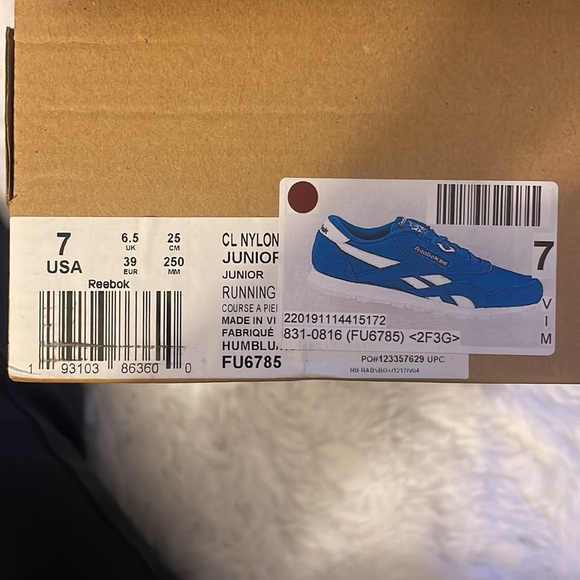 7
USA
6.5
UK
25
CM
39
EUR
250
MM
Reebok
1 93103 86360 0
CL NYLON
JUNIOR
JUNIOR
RUNNING
COURSE A PIE
MADE IN VI
FABRIQUÉ
HUMBLU
FU6785
7
VIM
220191114415172
831-0816 (FU6785) <2F3G>
PO#123357629 UPC